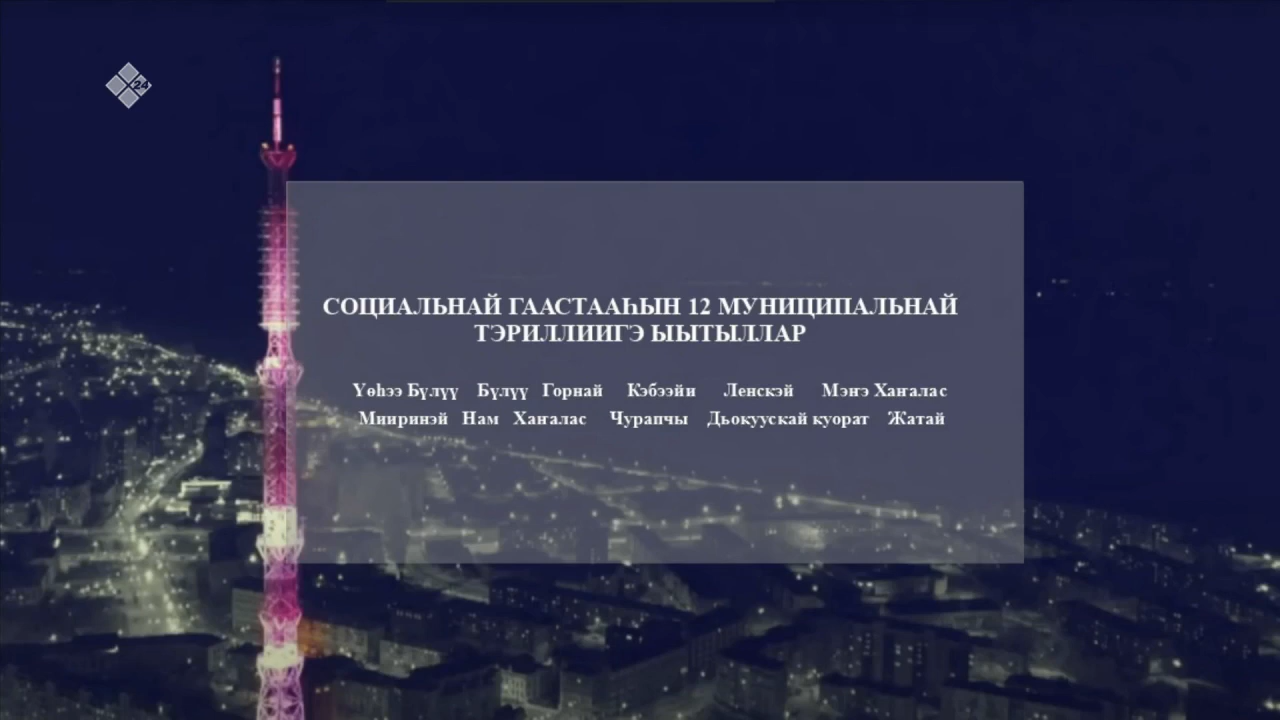 24
СОЦИАЛЬНАЙ ГААСТААҺЫН 12 МУНИЦИПАЛЬНАЙ
ТЭРИЛЛИИГЭ ЫЫТЫЛЛАР
Үөһээ Бүлүү Бүлүү Горнай Кэбээйи Ленскэй Мэҥэ Хаҥалас
Мииринэй Нам Хаҥалас Чурапчы Дьокуускай куорат Жатай